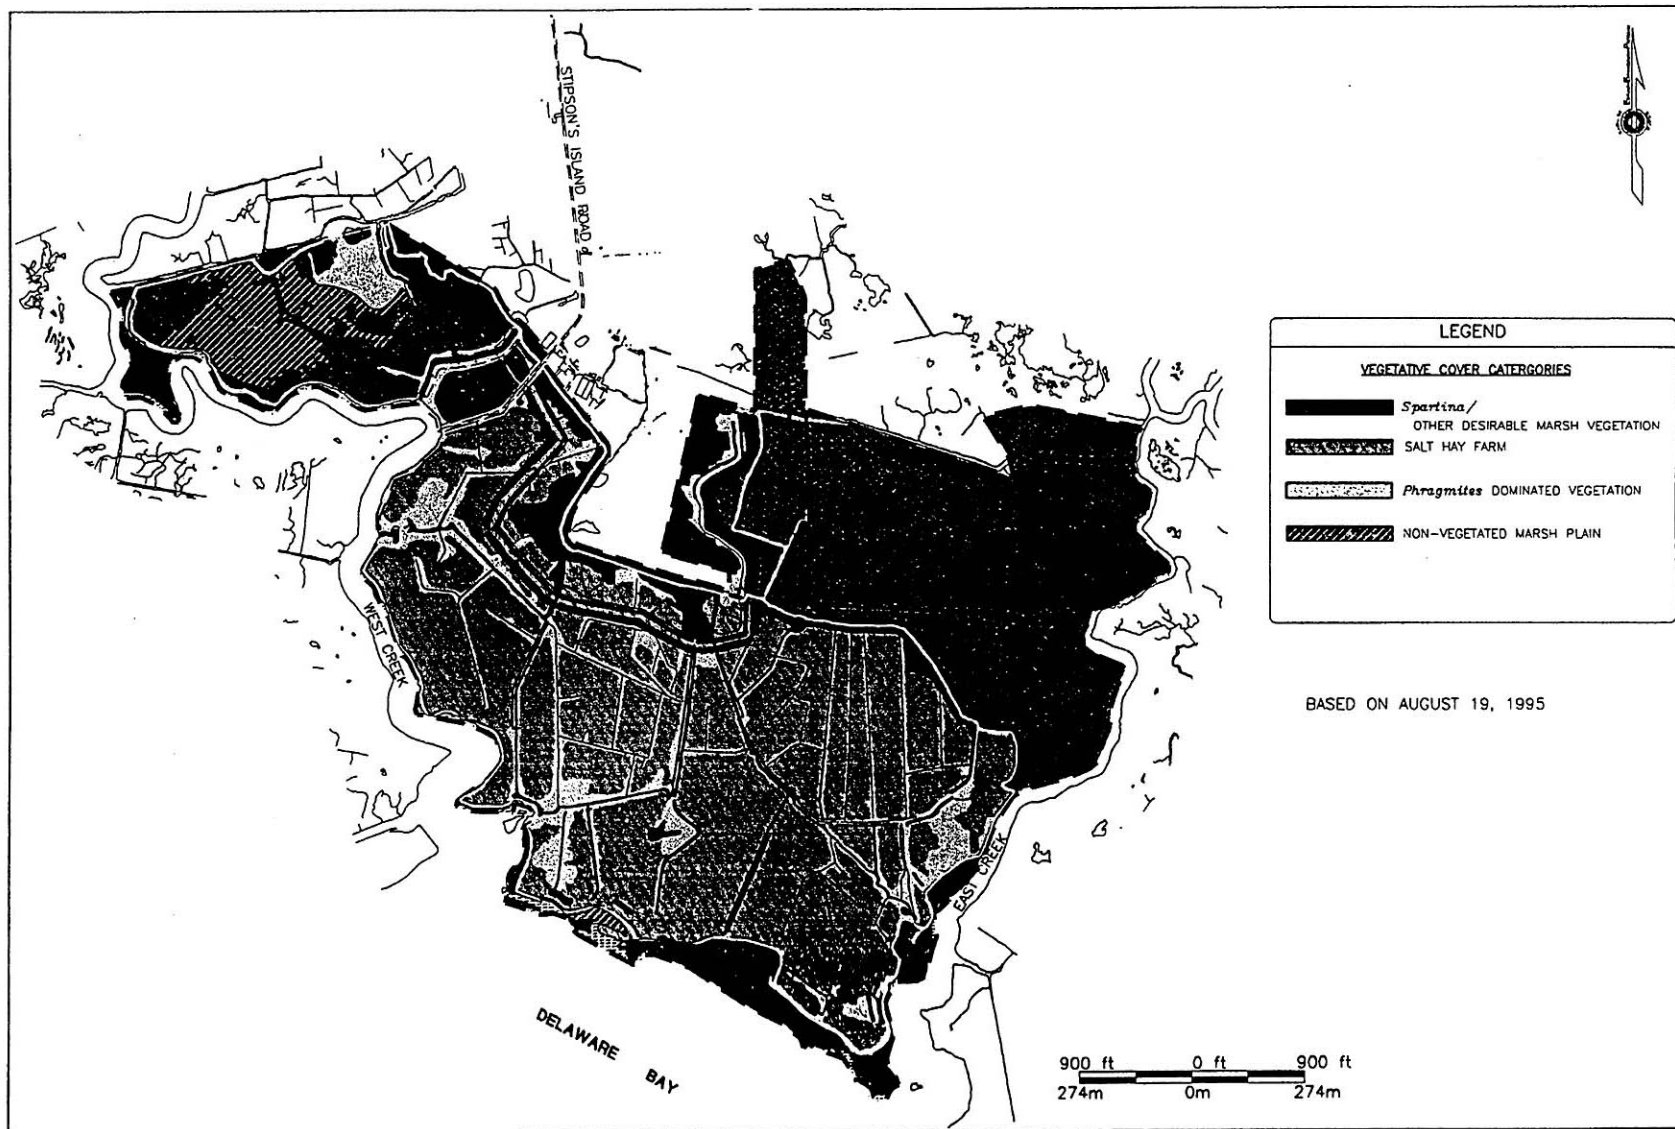 STIPSON'S ISLAND ROAD
LEGEND
VEGETATIVE COVER CATERGORIES
Spartina/
OTHER DESIRABLE MARSH VEGETATION
SALT HAY FARM
Phragmites DOMINATED VEGETATION
NON-VEGETATED MARSH PLAIN
WEST CREEK
BASED ON AUGUST 19, 1995
EAST CREEK
DELAWARE BAY
900 ft 0 ft 900 ft
274m 0m 274m